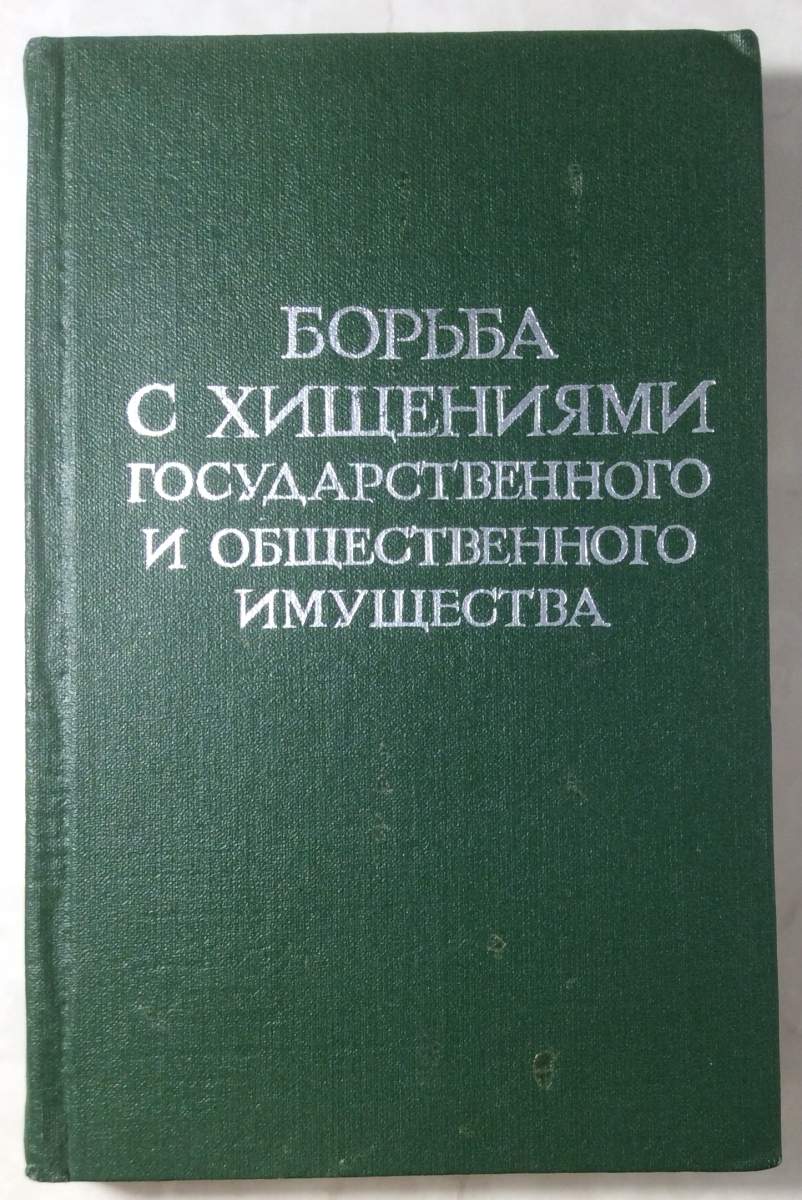 БОРЬБА
С ХИЩЕНИЯМИ
ГОСУДАРСТВЕННОГО
И ОБЩЕСТВЕННОГО
ИМУЩЕСТВА